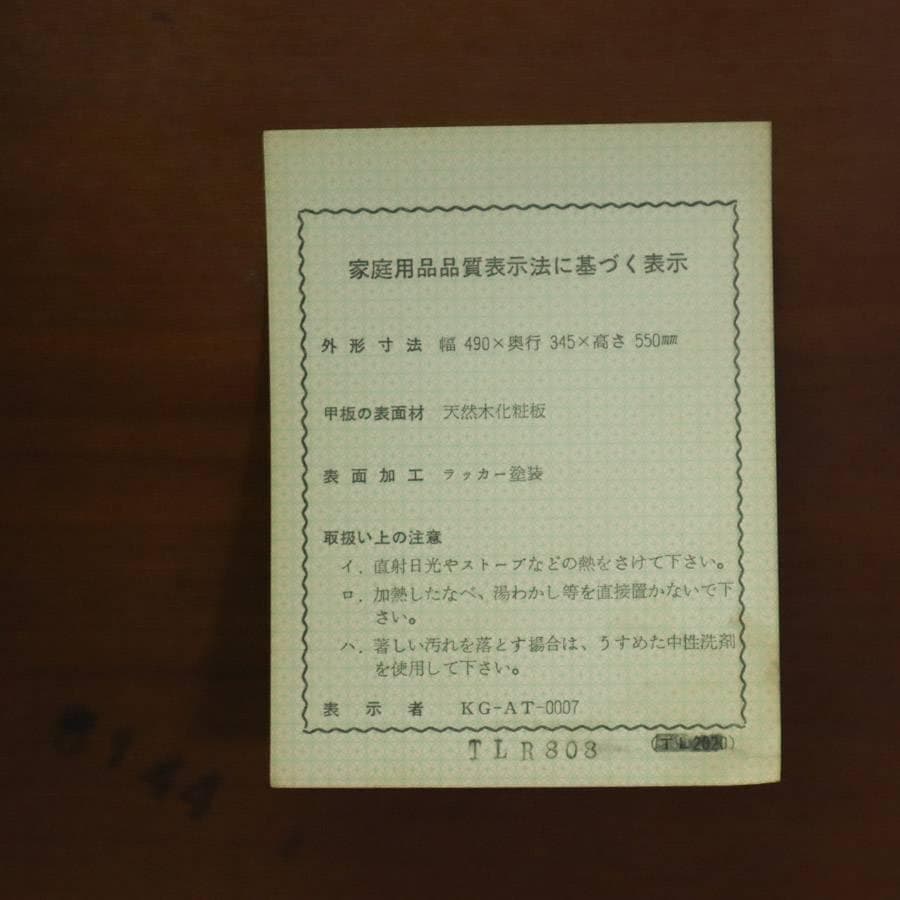 家庭用品品質表示法に基づく表示
外形寸法 幅 490×奥行 345×高さ 550㎜
甲板の表面材 天然木化粧板
表面加工 ラッカー塗装
取扱い上の注意
イ．直射日光やストーブなどの熱をさけて下さい。
ロ．加熱したなべ、湯わかし等を直接置かないで下
さい。
ハ．著しい汚れを落とす場合は、うすめた中性洗剤
を使用して下さい。
表示者 KG-AT-0007
TLR808 (TL2020)
144